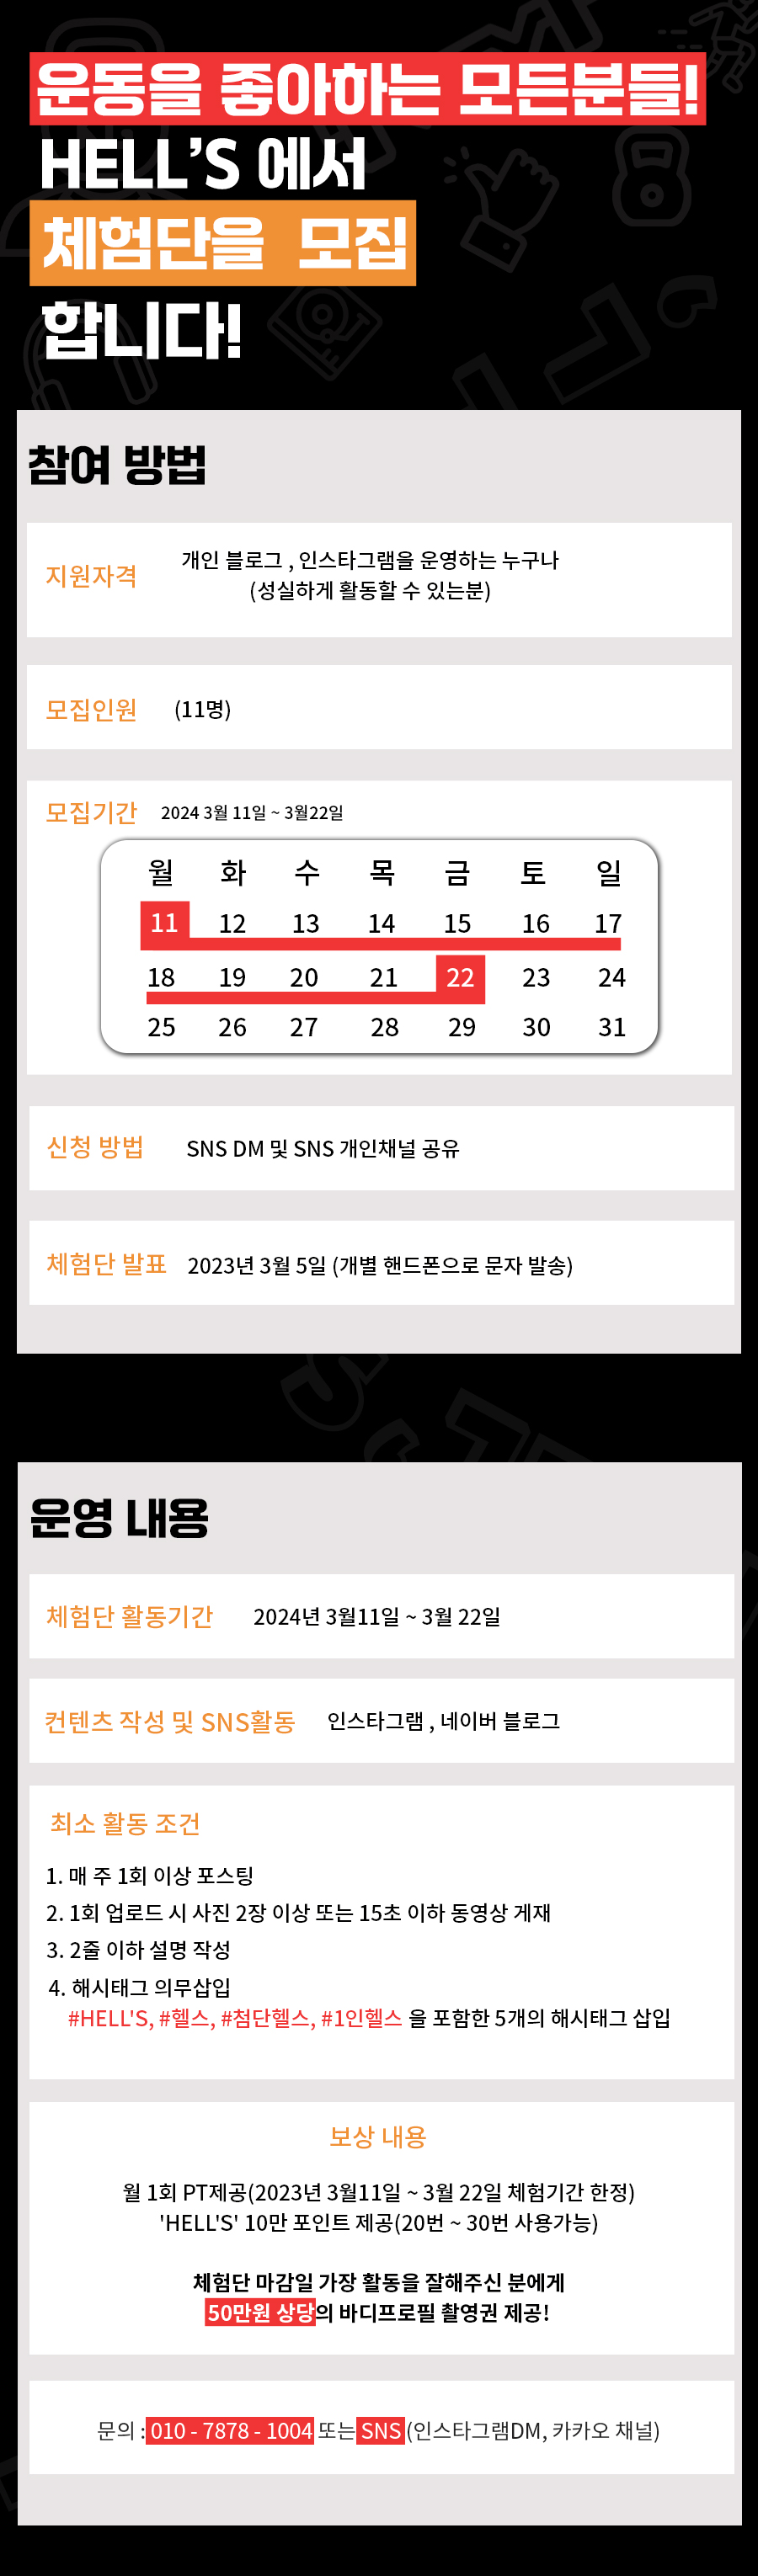 운동을 좋아하는 모든분들!
HELL'S 에서
체험단을 모집
합니다!
참여 방법
지원자격
개인 블로그 , 인스타그램을 운영하는 누구나
(성실하게 활동할 수 있는분)
모집인원 (11명)
모집기간 2024 3월 11일 ~ 3월22일
월 화 수 목 금 토 일
11 12 13 14 15 16 17
18 19 20 21 22 23 24
25 26 27 28 29 30 31
신청 방법 SNS DM 및 SNS 개인채널 공유
체험단 발표 2023년 3월 5일 (개별 핸드폰으로 문자 발송)
운영 내용
체험단 활동기간 2024년 3월11일 ~ 3월 22일
컨텐츠 작성 및 SNS활동 인스타그램 , 네이버 블로그
최소 활동 조건
1. 매 주 1회 이상 포스팅
2. 1회 업로드 시 사진 2장 이상 또는 15초 이하 동영상 게재
3. 2줄 이하 설명 작성
4. 해시태그 의무삽입
#HELL'S, #헬스, #첨단헬스, #1인헬스 을 포함한 5개의 해시태그 삽입
보상 내용
월 1회 PT제공(2023년 3월11일 ~ 3월 22일 체험기간 한정)
'HELL'S' 10만 포인트 제공(20번 ~ 30번 사용가능)
체험단 마감일 가장 활동을 잘해주신 분에게
50만원 상당의 바디프로필 촬영권 제공!
문의 : 010 - 7878 - 1004 또는 SNS (인스타그램DM, 카카오 채널)